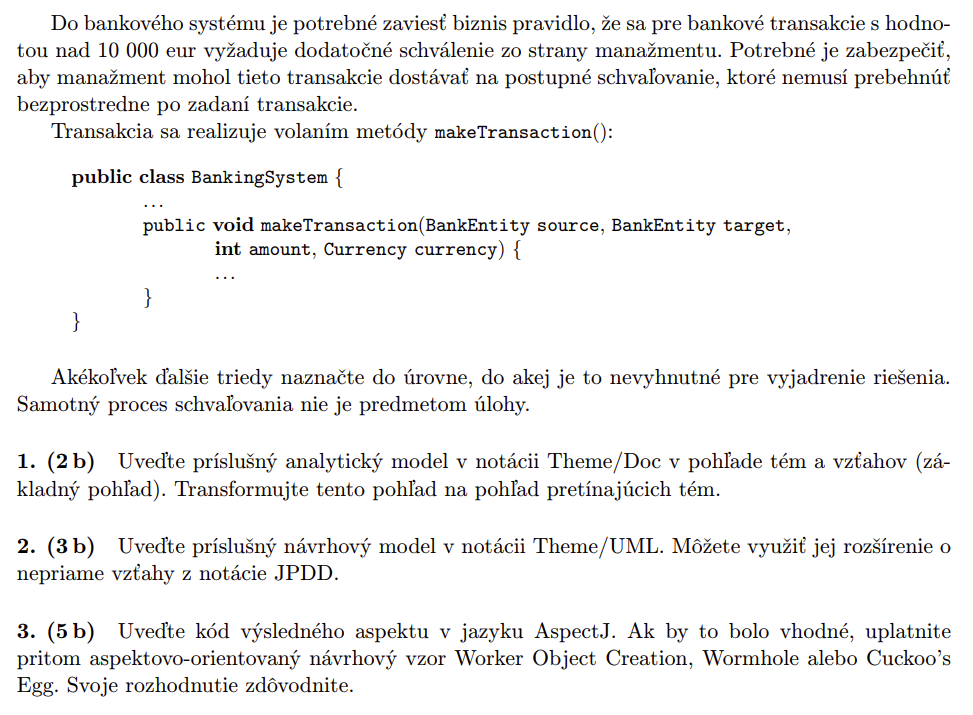 Do bankového systému je potrebné zaviesť biznis pravidlo, že sa pre bankové transakcie s hodno-
tou nad 10 000 eur vyžaduje dodatočné schválenie zo strany manažmentu. Potrebné je zabezpečiť,
aby manažment mohol tieto transakcie dostávať na postupné schvaľovanie, ktoré nemusí prebehnúť
bezprostredne po zadaní transakcie.
Transakcia sa realizuje volaním metódy makeTransaction():
public class BankingSystem {
...
public void makeTransaction(BankEntity source, BankEntity target,
int amount, Currency currency) {
...
}
}
Akékoľvek ďalšie triedy naznačte do úrovne, do akej je to nevyhnutné pre vyjadrenie riešenia.
Samotný proces schvaľovania nie je predmetom úlohy.
1. (2 b) Uveďte príslušný analytický model v notácii Theme/Doc v pohľade tém a vzťahov (zá-
kladný pohľad). Transformujte tento pohľad na pohľad pretínajúcich tém.
2. (3 b) Uveďte príslušný návrhový model v notácii Theme/UML. Môžete využiť jej rozšírenie o
nepriame vzťahy z notácie JPDD.
3. (5 b) Uveďte kód výsledného aspektu v jazyku AspectJ. Ak by to bolo vhodné, uplatnite
pritom aspektovo-orientovaný návrhový vzor Worker Object Creation, Wormhole alebo Cuckoo's
Egg. Svoje rozhodnutie zdôvodnite.